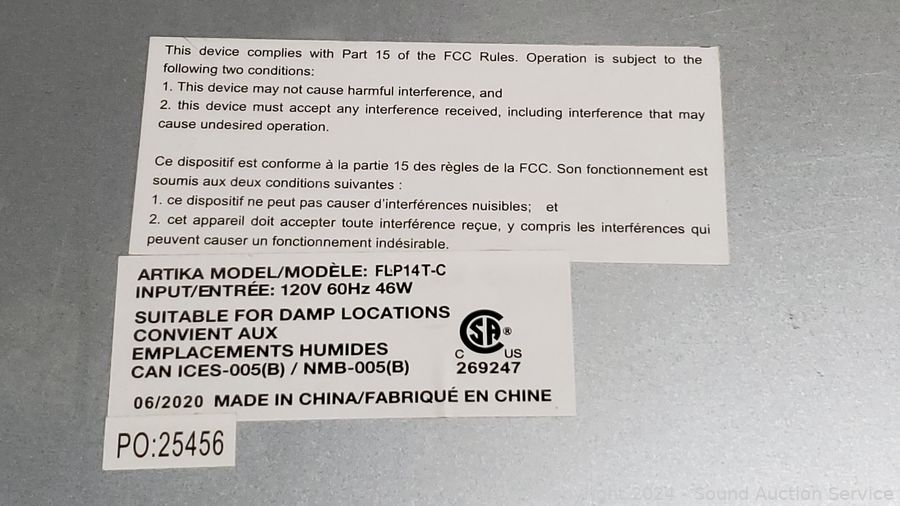 This device complies with Part 15 of the FCC Rules. Operation is subject to the
following two conditions:
1. This device may not cause harmful interference, and
2. this device must accept any interference received, including interference that may
cause undesired operation.
Ce dispositif est conforme à la partie 15 des règles de la FCC. Son fonctionnement est
soumis aux deux conditions suivantes :
1. ce dispositif ne peut pas causer d'interférences nuisibles; et
2. cet appareil doit accepter toute interférence reçue, y compris les interférences qui
peuvent causer un fonctionnement indésirable.
ARTIKA MODEL/MODÈLE: FLP14T-C
INPUT/ENTRÉE: 120V 60Hz 46W
SUITABLE FOR DAMP LOCATIONS
CONVIENT AUX
EMPLACEMENTS HUMIDES
CAN ICES-005(B) / NMB-005(B)
CSA®
C US
269247
06/2020 MADE IN CHINA/FABRIQUÉ EN CHINE
PO:25456
Copyright 2024 - Sound Auction Service